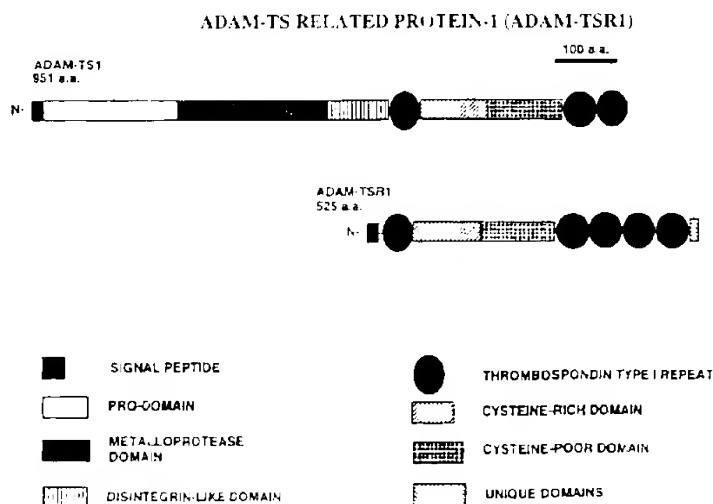 ADAM-TS RELATED PROTEIN-1 (ADAM-TSR1)
100 a.a.
ADAM-TS1
951 a.a.
N-
ADAM-TSR1
525 a.a.
N-
SIGNAL PEPTIDE
THROMBOSPONDIN TYPE I REPEAT
PRO-DOMAIN
CYSTEINE-RICH DOMAIN
METALLOPROTEASE
DOMAIN
CYSTEINE-POOR DOMAIN
DISINTEGRIN-LIKE DOMAIN
UNIQUE DOMAINS